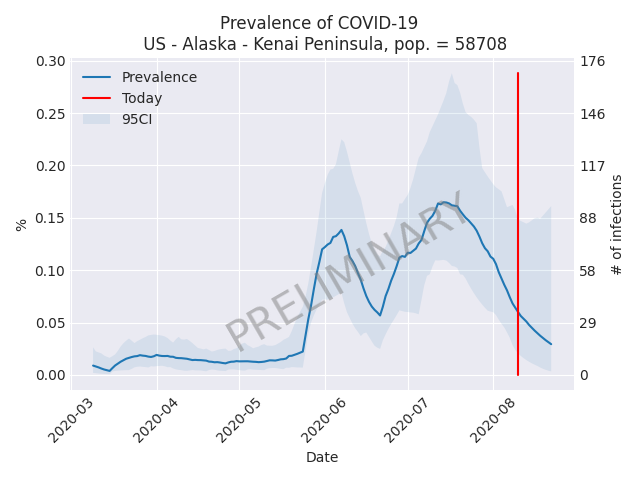 Prevalence of COVID-19
US - Alaska - Kenai Peninsula, pop. = 58708
0.30
0.25
0.20
0.15
0.10
0.05
0.00
%
Prevalence
Today
95CI
PRELIMINARY
176
146
117
88
58
29
0
# of infections
2020-03
2020-04
2020-05
2020-06
2020-07
2020-08
Date